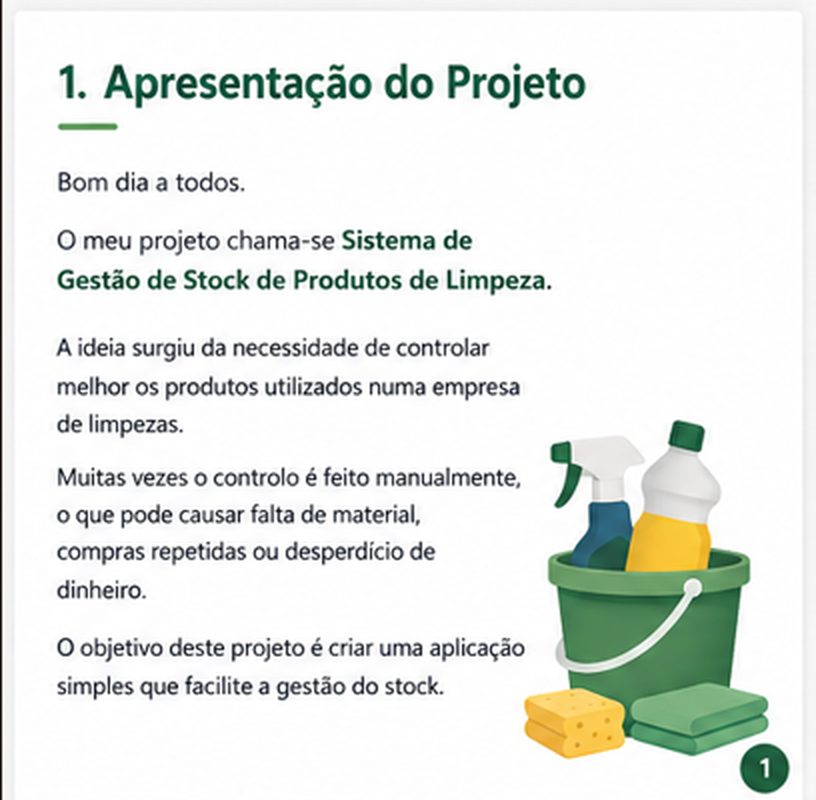 1. Apresentação do Projeto
Bom dia a todos.
O meu projeto chama-se Sistema de
Gestão de Stock de Produtos de Limpeza.
A ideia surgiu da necessidade de controlar
melhor os produtos utilizados numa empresa
de limpezas.
Muitas vezes o controlo é feito manualmente,
o que pode causar falta de material,
compras repetidas ou desperdício de
dinheiro.
O objetivo deste projeto é criar uma aplicação
simples que facilite a gestão do stock.
1